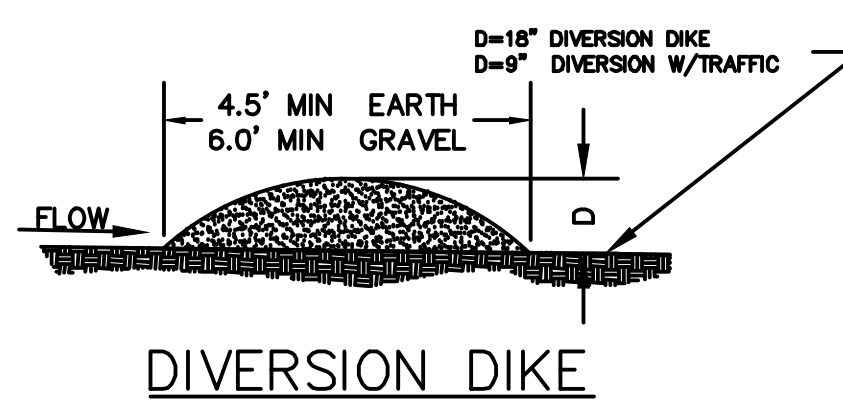 D=18" DIVERSION DIKE
D=9" DIVERSION W/TRAFFIC
4.5' MIN EARTH
6.0' MIN GRAVEL
FLOW
D
DIVERSION DIKE